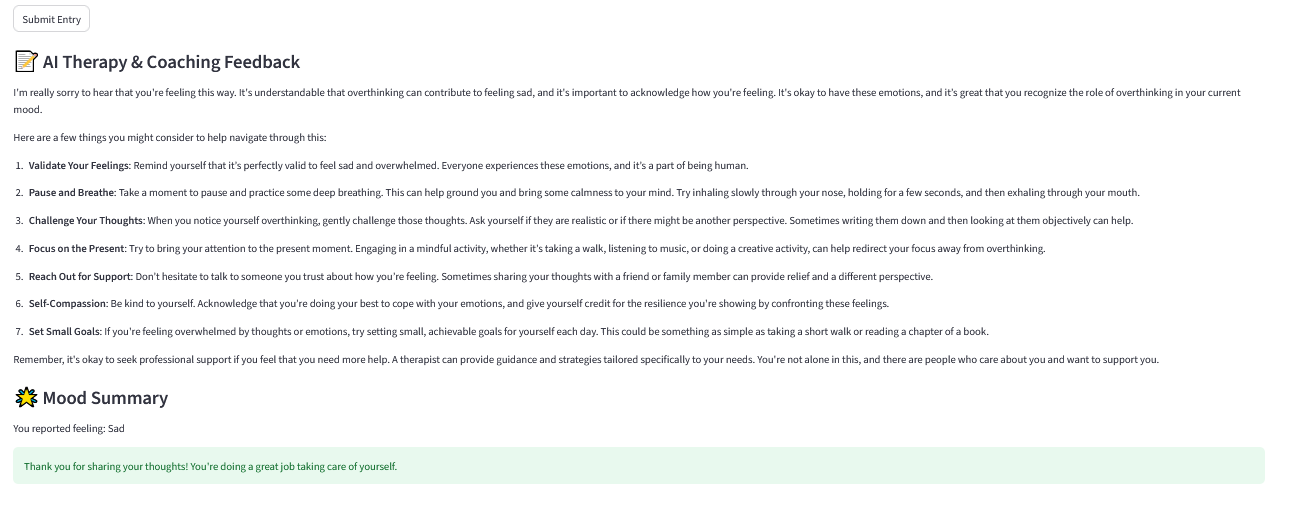 Submit Entry
AI Therapy & Coaching Feedback
I'm really sorry to hear that you're feeling this way. It's understandable that overthinking can contribute to feeling sad, and it's important to acknowledge how you're feeling. It's okay to have these emotions, and it's great that you recognize the role of overthinking in your current
mood.
Here are a few things you might consider to help navigate through this:
1. Validate Your Feelings: Remind yourself that it's perfectly valid to feel sad and overwhelmed. Everyone experiences these emotions, and it's a part of being human.
2. Pause and Breathe: Take a moment to pause and practice some deep breathing. This can help ground you and bring some calmness to your mind. Try inhaling slowly through your nose, holding for a few seconds, and then exhaling through your mouth.
3. Challenge Your Thoughts: When you notice yourself overthinking, gently challenge those thoughts. Ask yourself if they are realistic or if there might be another perspective. Sometimes writing them down and then looking at them objectively can help.
4. Focus on the Present: Try to bring your attention to the present moment. Engaging in a mindful activity, whether it's taking a walk, listening to music, or doing a creative activity, can help redirect your focus away from overthinking.
5. Reach Out for Support: Don't hesitate to talk to someone you trust about how you're feeling. Sometimes sharing your thoughts with a friend or family member can provide relief and a different perspective.
6. Self-Compassion: Be kind to yourself. Acknowledge that you're doing your best to cope with your emotions, and give yourself credit for the resilience you're showing by confronting these feelings.
7. Set Small Goals: If you're feeling overwhelmed by thoughts or emotions, try setting small, achievable goals for yourself each day. This could be something as simple as taking a short walk or reading a chapter of a book.
Remember, it's okay to seek professional support if you feel that you need more help. A therapist can provide guidance and strategies tailored specifically to your needs. You're not alone in this, and there are people who care about you and want to support you.
Mood Summary
You reported feeling: Sad
Thank you for sharing your thoughts! You're doing a great job taking care of yourself.